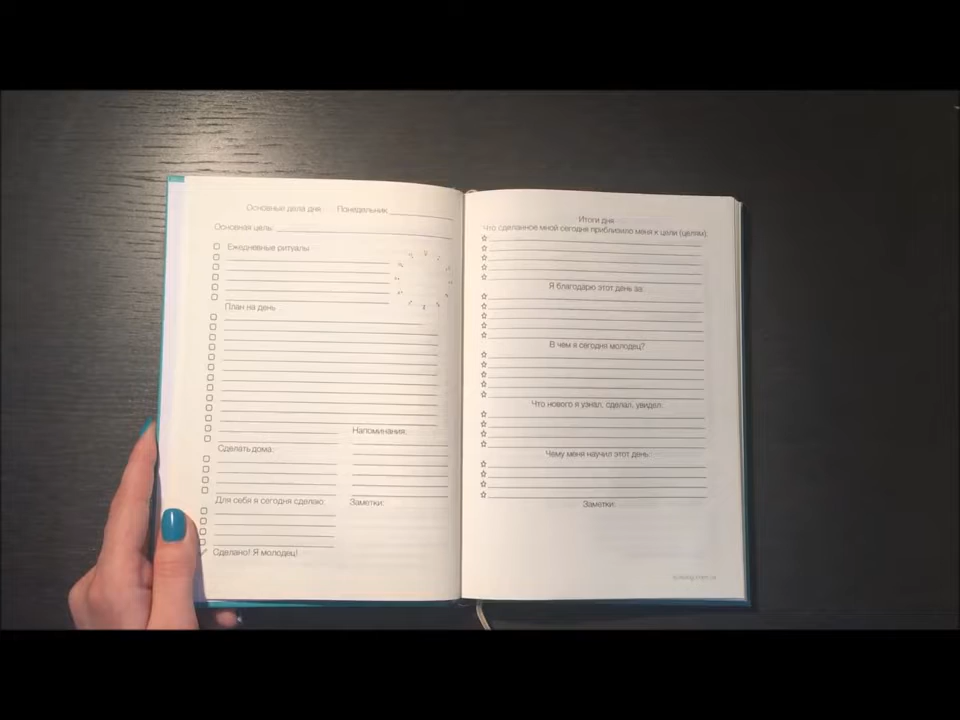 Основные дела дня: Понедельник
Основная цель:
Ежедневные ритуалы
План на день
Напоминания:
Сделать дома:
Для себя я сегодня сделаю:
Заметки:
Сделано! Я молодец!
Итоги дня
Что сделанное мной сегодня приблизило меня к цели (целям):
Я благодарю этот день за:
В чем я сегодня молодец?
Что нового я узнал, сделал, увидел:
Чему меня научил этот день:
Заметки: